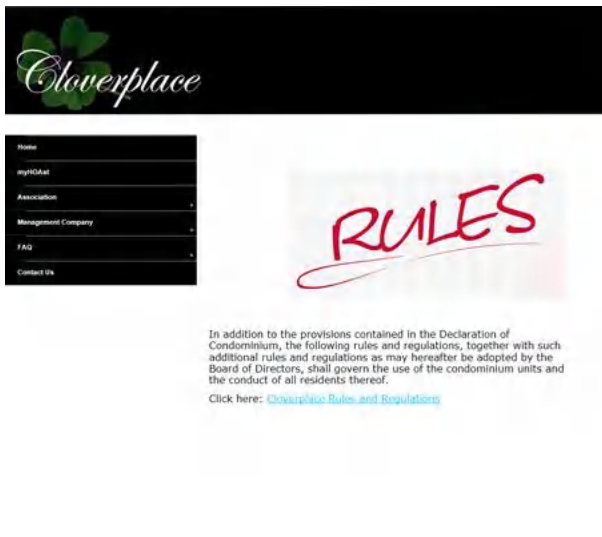 Cloverplace
Home
myHOAst
Association
Management Company
FAQ
Contact Us
RULES
In addition to the provisions contained in the Declaration of
Condominium, the following rules and regulations, together with such
additional rules and regulations as may hereafter be adopted by the
Board of Directors, shall govern the use of the condominium units and
the conduct of all residents thereof.
Click here: Cloverplace Rules and Regulations